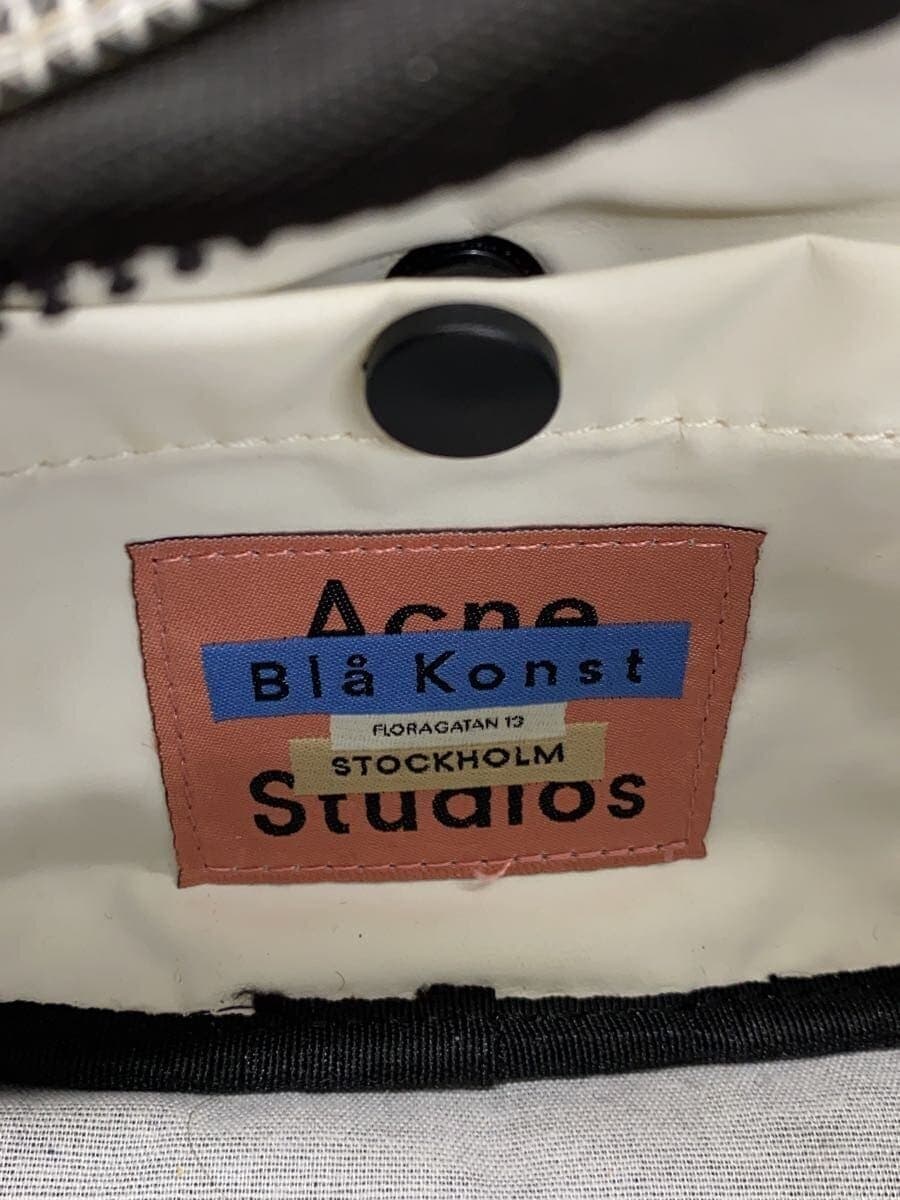 Acne
Blå Konst
FLORAGATAN 13
STOCKHOLM
Studios